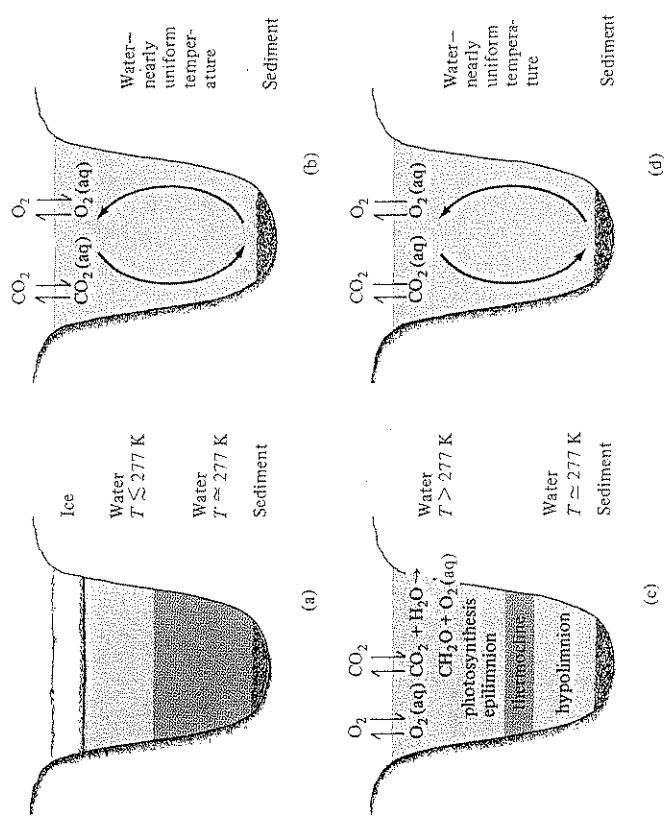 Ice
Water
T ≲ 277 K
Water
T ≃ 277 K
Sediment
(a)
CO₂
O₂
CO₂(aq)
O₂(aq)
Water—
nearly
uniform
temper-
ature
Sediment
(b)
O₂
CO₂
O₂(aq) CO₂ + H₂O →
CH₂O + O₂(aq)
photosynthesis
epilimnion
thermocline
hypolimnion
Water
T > 277 K
Water
T ≃ 277 K
Sediment
(c)
CO₂
O₂
CO₂(aq)
O₂(aq)
Water—
nearly
uniform
tempera-
ture
Sediment
(d)